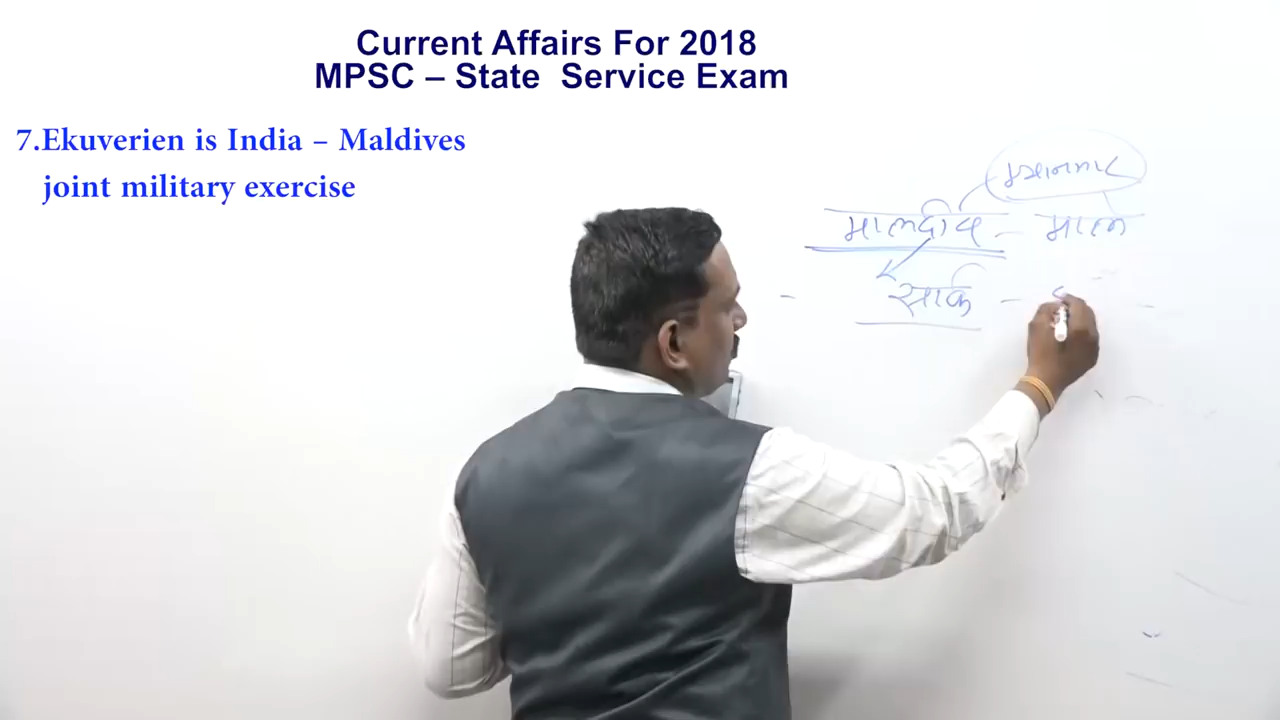 Current Affairs For 2018
MPSC – State Service Exam
7.Ekuverien is India – Maldives
joint military exercise
मालदीव – माले
सार्क –